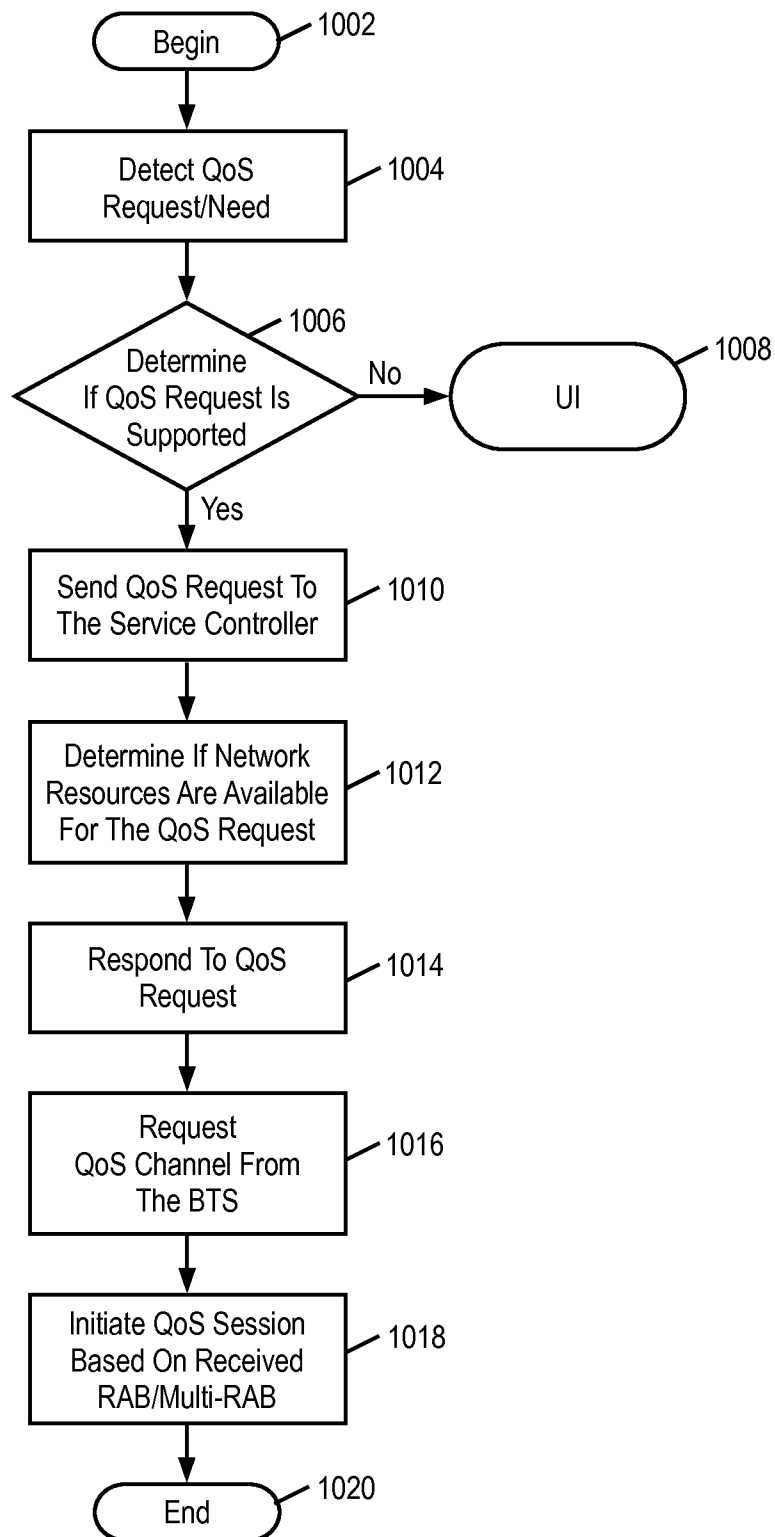 Begin
1002
Detect QoS
Request/Need
1004
1006
Determine
If QoS Request Is
Supported
No
UI
1008
Yes
Send QoS Request To
The Service Controller
1010
Determine If Network
Resources Are Available
For The QoS Request
1012
Respond To QoS
Request
1014
Request
QoS Channel From
The BTS
1016
Initiate QoS Session
Based On Received
RAB/Multi-RAB
1018
End
1020